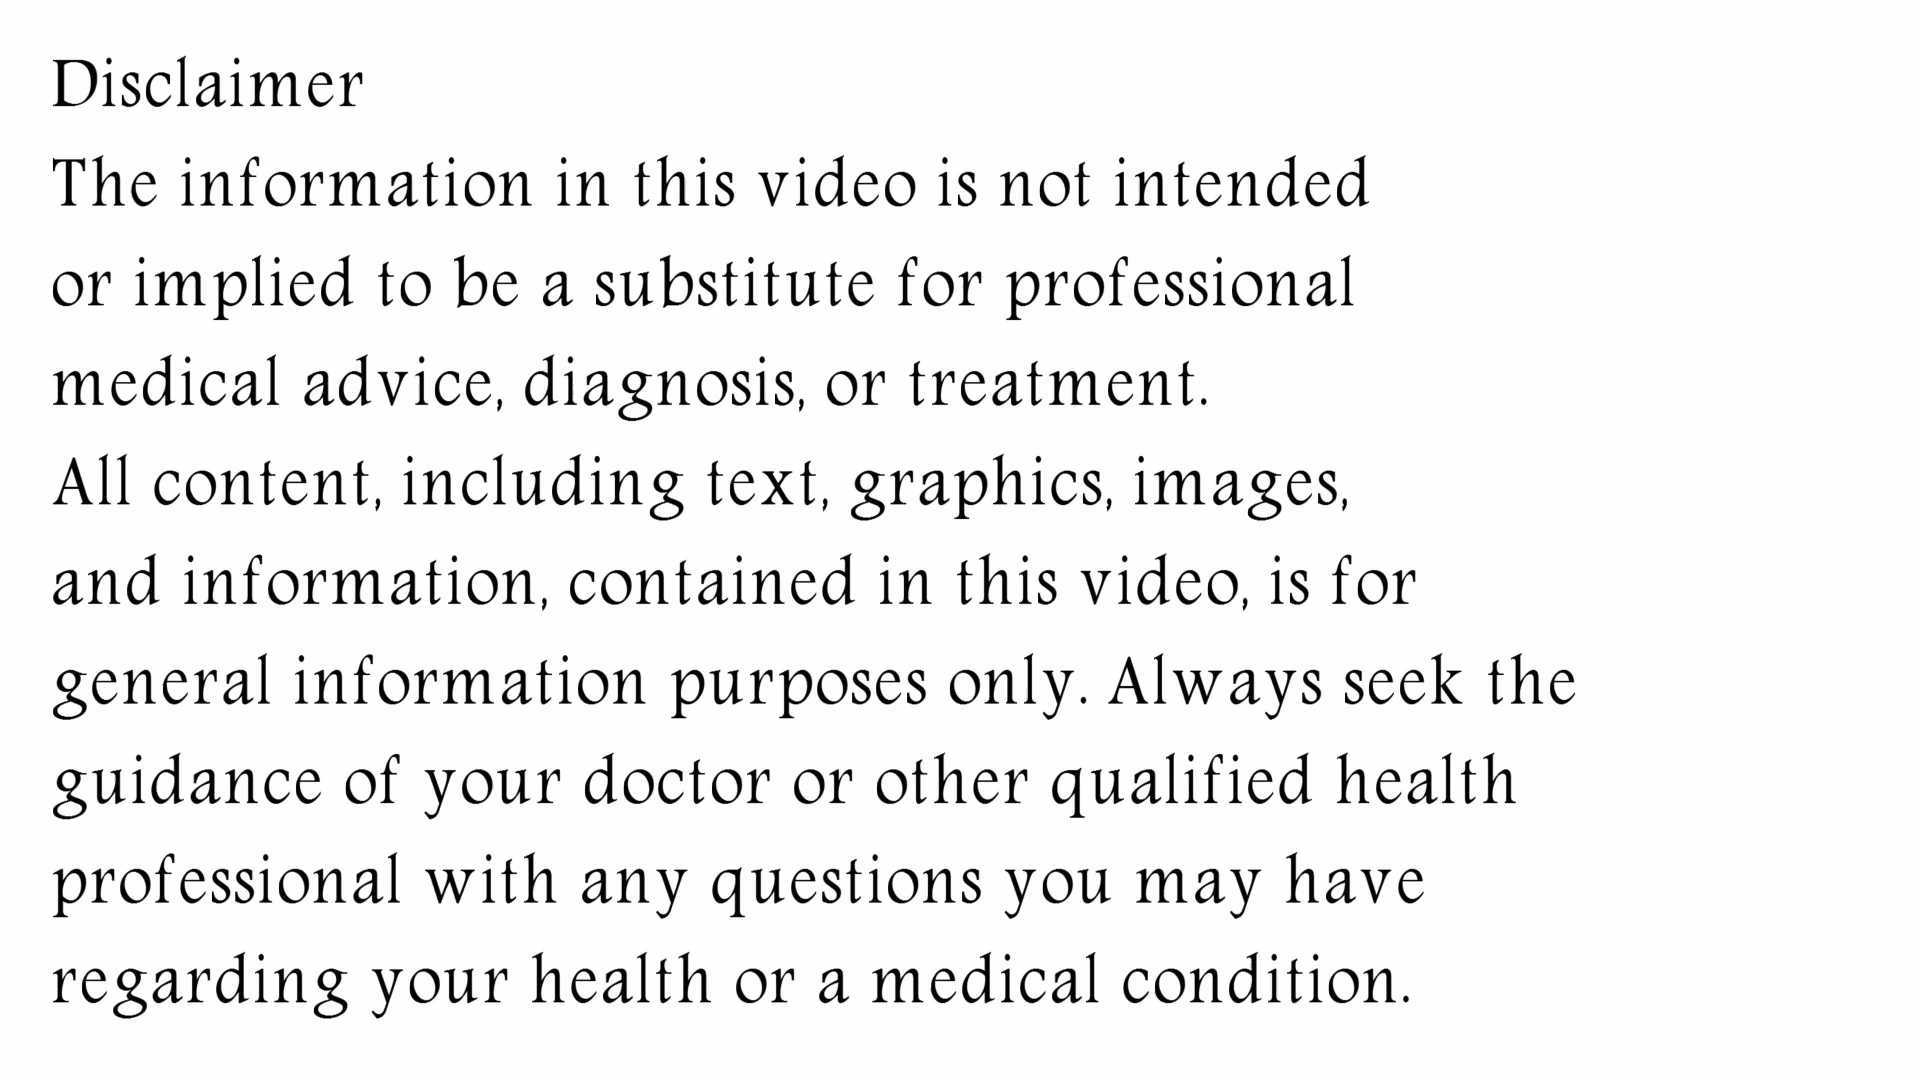 Disclaimer
The information in this video is not intended
or implied to be a substitute for professional
medical advice, diagnosis, or treatment.
All content, including text, graphics, images,
and information, contained in this video, is for
general information purposes only. Always seek the
guidance of your doctor or other qualified health
professional with any questions you may have
regarding your health or a medical condition.